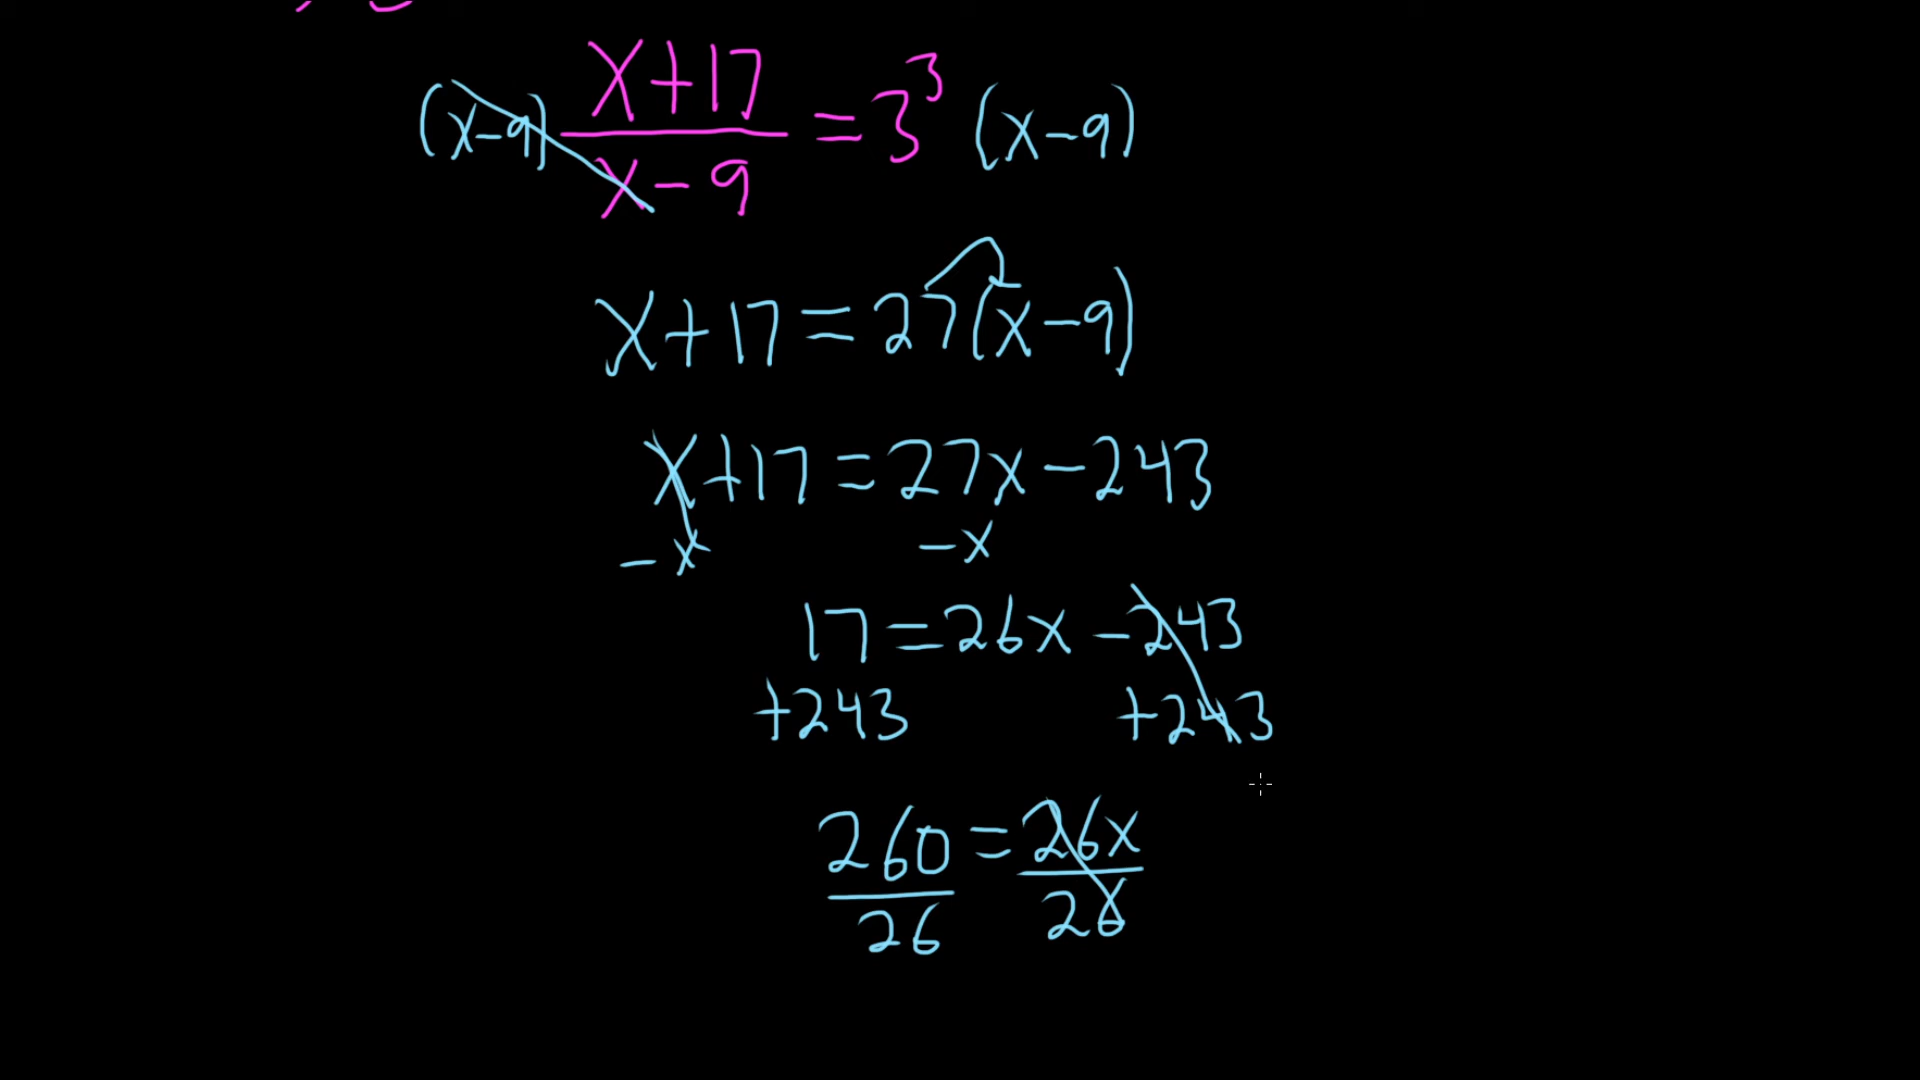 (x-9) x+17/x-9 = 3^3 (x-9)
x+17=27(x-9)
x+17=27x-243
-x -x
17=26x-243
+243 +243
260/26=26x/26